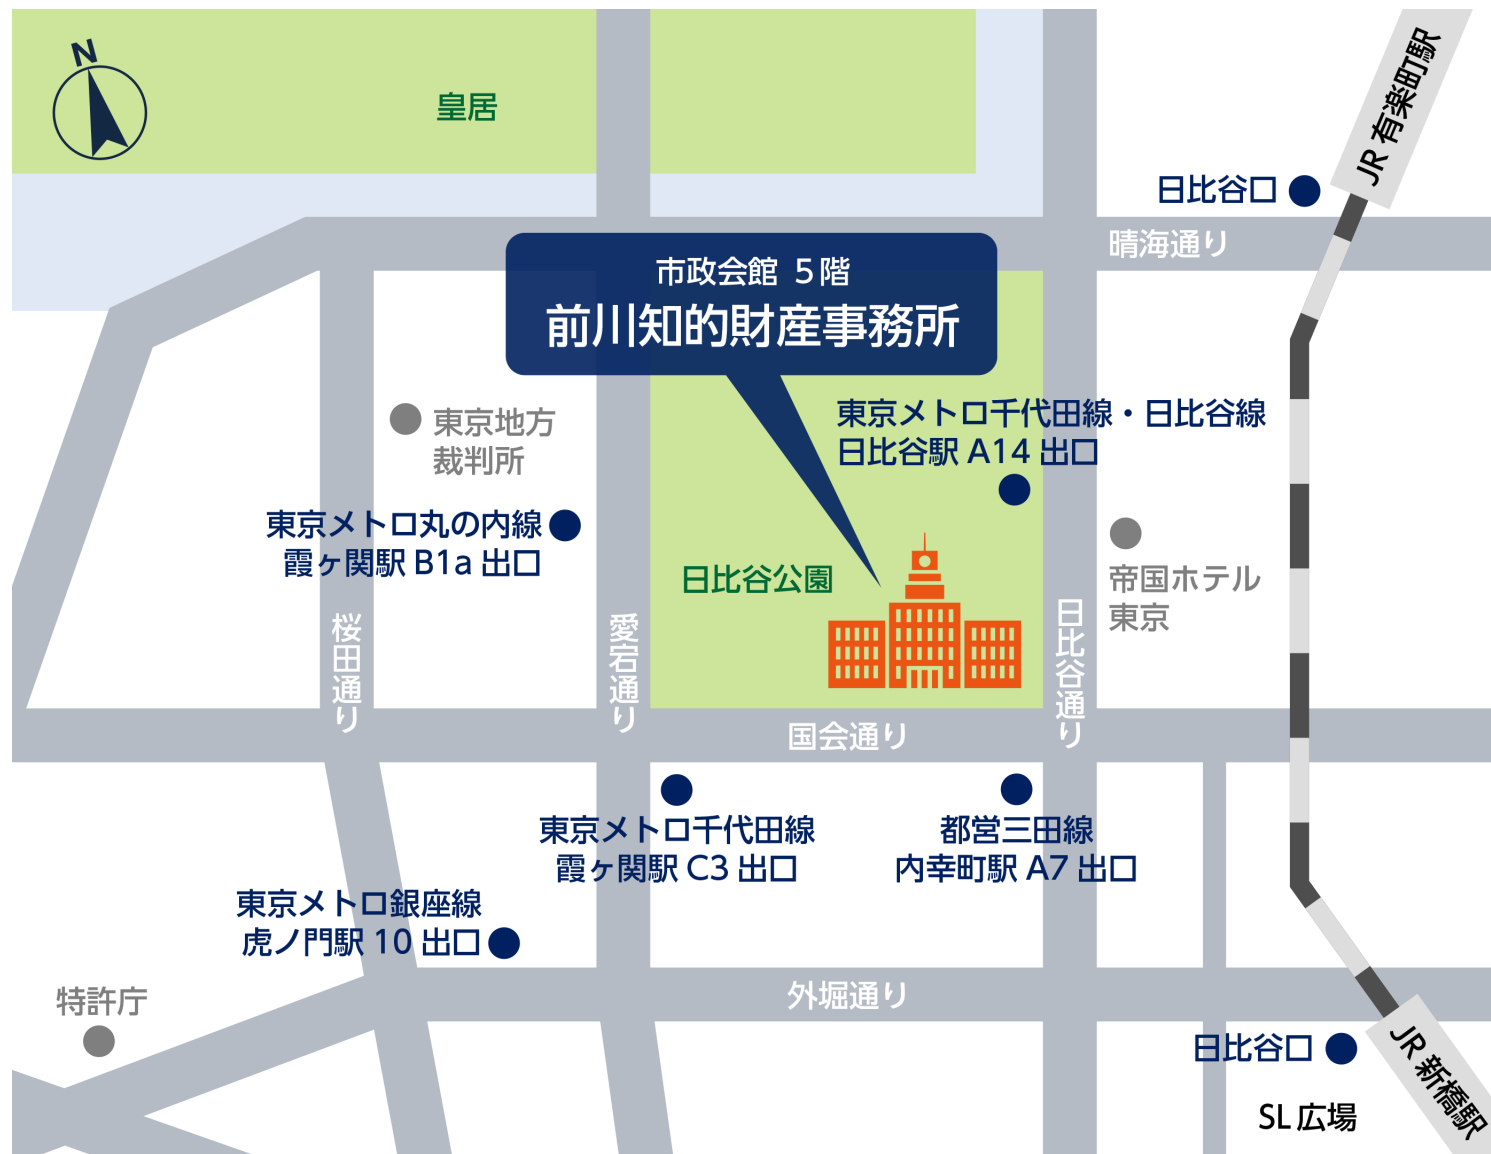 N
皇居
JR 有楽町駅
日比谷口
晴海通り
市政会館 5階
前川知的財産事務所
東京地方
裁判所
東京メトロ千代田線・日比谷線
日比谷駅 A14 出口
東京メトロ丸の内線
霞ヶ関駅 B1a 出口
日比谷公園
帝国ホテル
東京
桜田通り
愛宕通り
日比谷通り
国会通り
東京メトロ千代田線
霞ヶ関駅 C3 出口
都営三田線
内幸町駅 A7 出口
東京メトロ銀座線
虎ノ門駅 10 出口
特許庁
外堀通り
日比谷口
JR 新橋駅
SL 広場